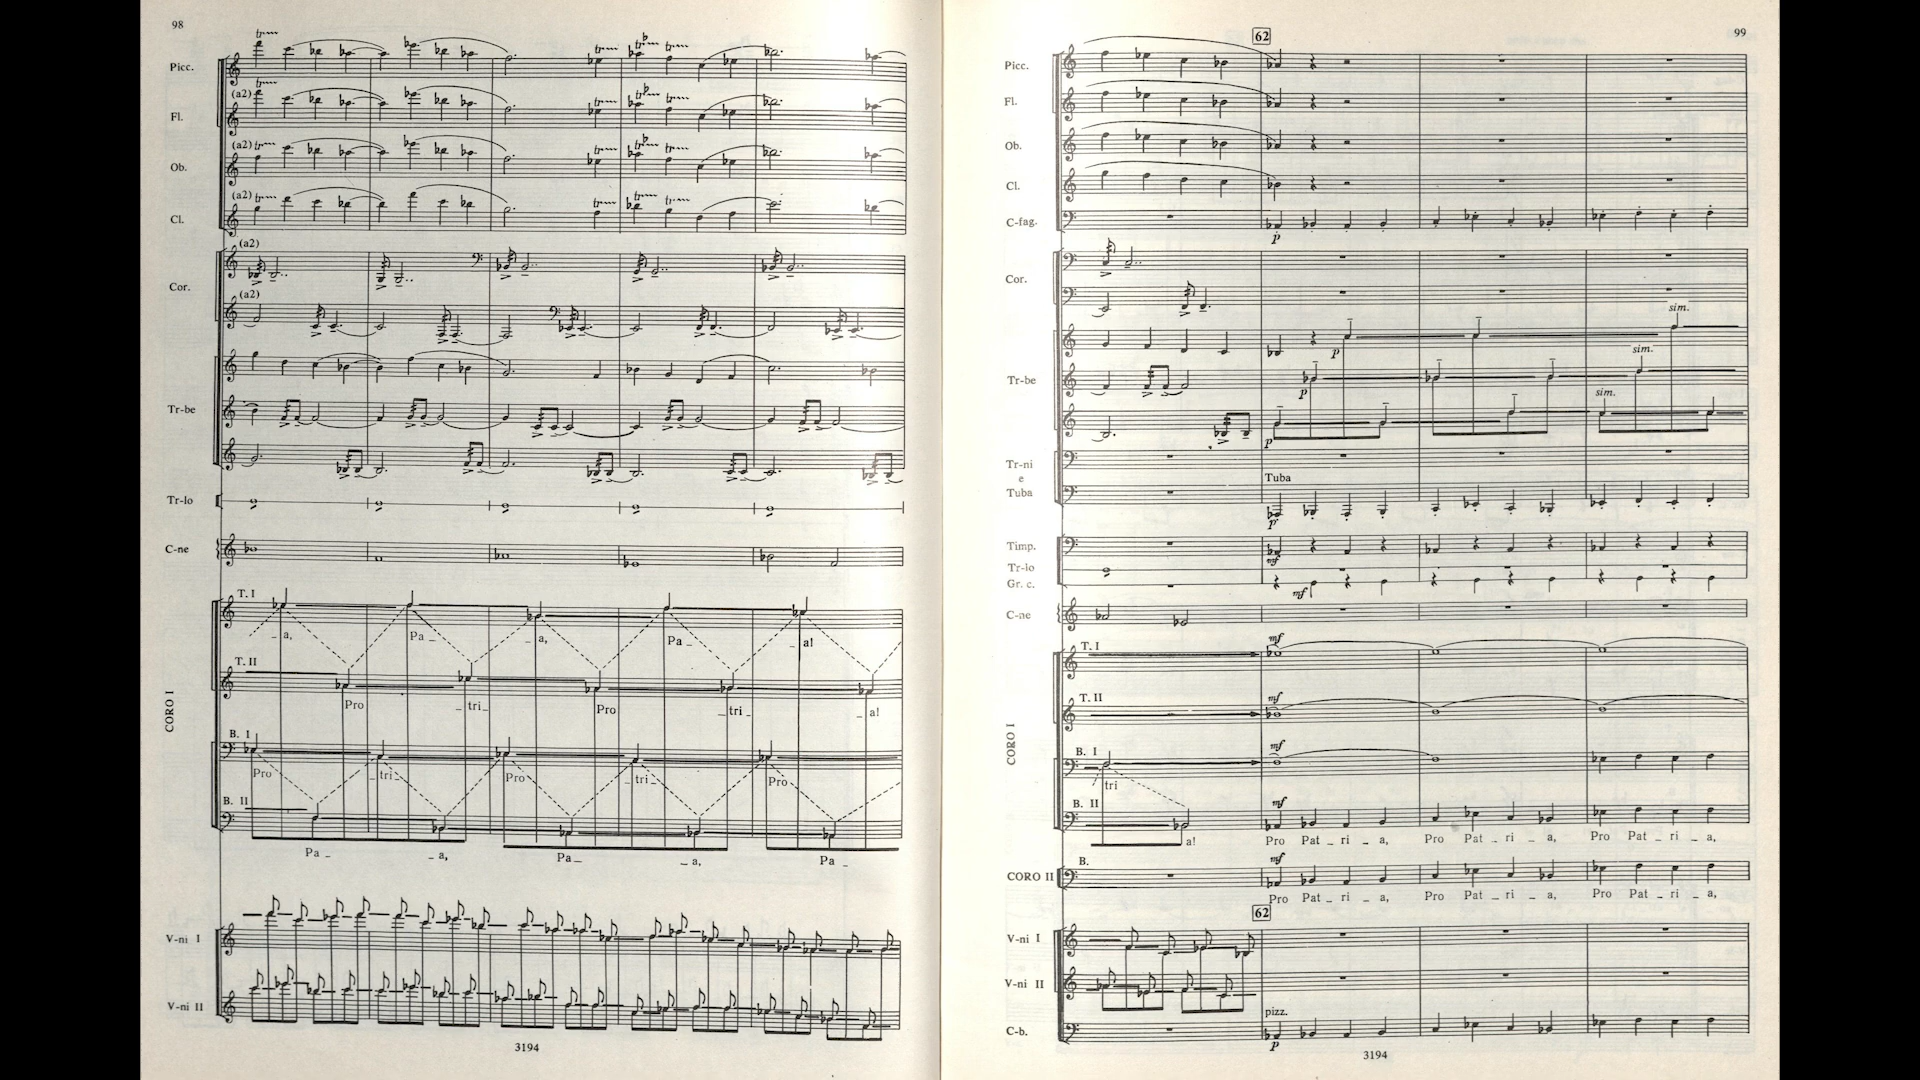 98
Picc.
(a2)
Fl.
(a2)
Ob.
(a2)
Cl.
(a2)
Cor.
(a2)
Tr-be
Tr-lo
C-ne
T. I
_ a, Pa _ _ a, Pa _ _ a!
T. II
Pro _ tri _ Pro _ tri _ _ a!
CORO I
B. I
Pro _ tri _ Pro _ tri _ Pro _
B. II
Pa _ _ a, Pa _ _ a, Pa _
V-ni I
V-ni II
3194
62
99
Picc.
Fl.
Ob.
Cl.
C-fag.
p
Cor.
sim.
p
sim.
Tr-be
p
sim.
p
Tr-ni
e
Tuba
Tuba
p
Timp.
mf
Tr-lo
Gr. c.
mf
C-ne
mf
T. I
mf
T. II
CORO I
mf
B. I
tri
mf
B. II
_ a! Pro Pat _ ri _ a, Pro Pat _ ri _ a, Pro Pat _ ri _ a,
mf
B.
CORO II
Pro Pat _ ri _ a, Pro Pat _ ri _ a, Pro Pat _ ri _ a,
62
V-ni I
V-ni II
pizz.
C-b.
p
3194